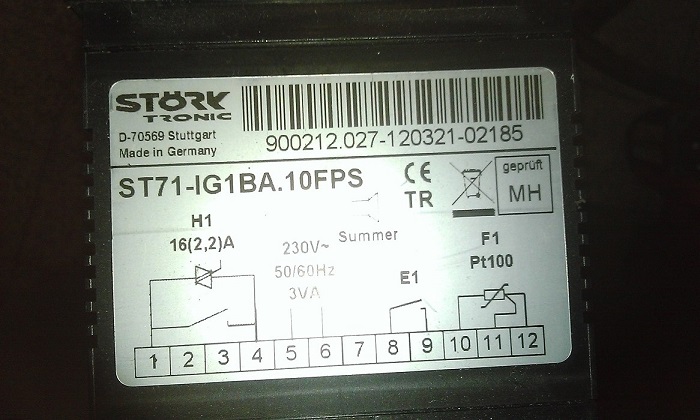 STÖRK
TRONIC
D-70569 Stuttgart
Made in Germany
900212.027-120321-02185
ST71-IG1BA.10FPS
CE
TR
geprüft
MH
H1
16(2,2)A
230V~
50/60Hz
3VA
Summer
E1
F1
Pt100
1 2 3 4 5 6 7 8 9 10 11 12